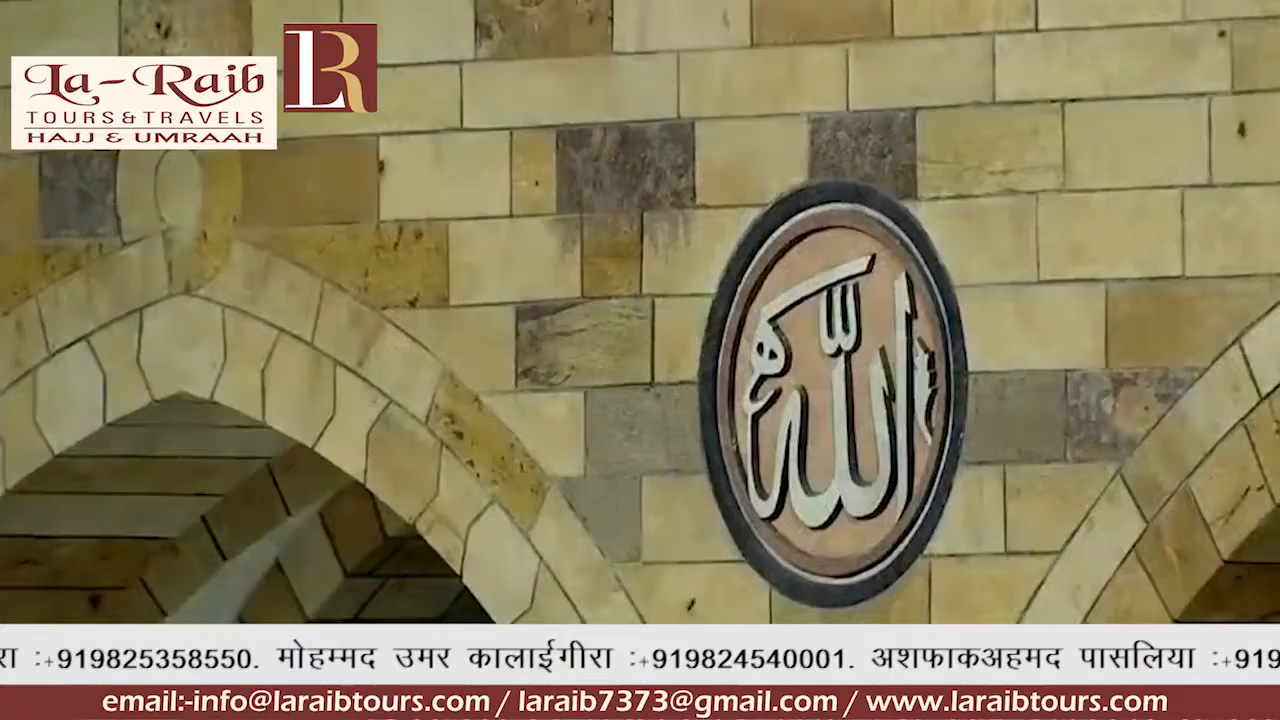 La-Raib
TOURS & TRAVELS
HAJJ & UMRAAH
LR
الله
रा :+919825358550. मोहम्मद उमर कालाईगीरा :+919824540001. अशफाकअहमद पासलिया :+919
email:-info@laraibtours.com / laraib7373@gmail.com / www.laraibtours.com